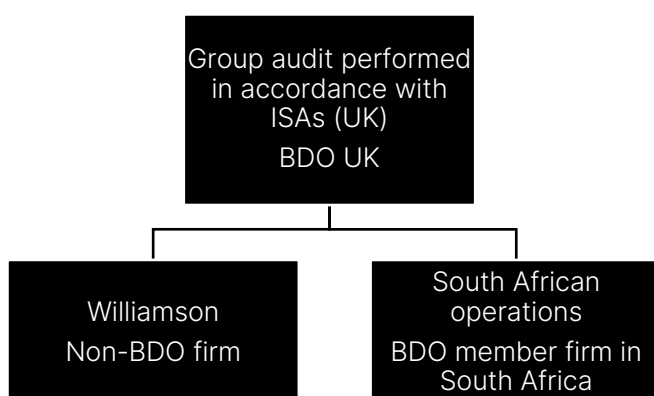 Group audit performed
in accordance with
ISAs (UK)
BDO UK
Williamson
Non-BDO firm
South African
operations
BDO member firm in
South Africa